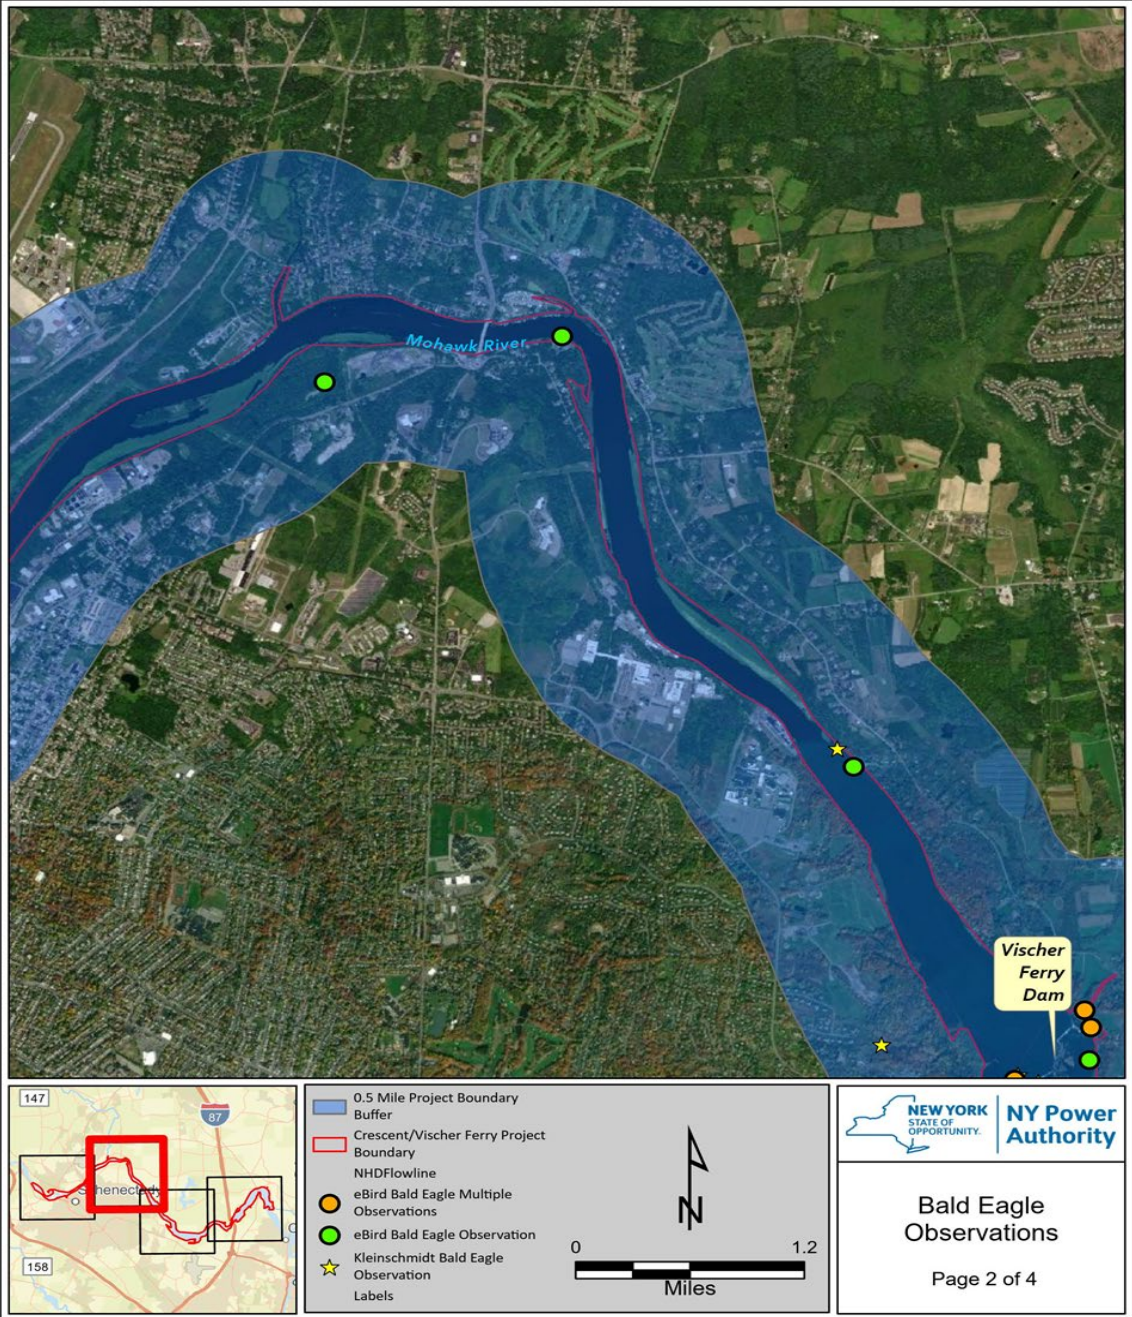 Mohawk River
Vischer
Ferry
Dam
147
87
Schenectady
158
0.5 Mile Project Boundary
Buffer
Crescent/Vischer Ferry Project
Boundary
NHDFlowline
eBird Bald Eagle Multiple
Observations
eBird Bald Eagle Observation
Kleinschmidt Bald Eagle
Observation
Labels
N
0 1.2
Miles
NEW YORK
STATE OF
OPPORTUNITY.
NY Power
Authority
Bald Eagle
Observations
Page 2 of 4